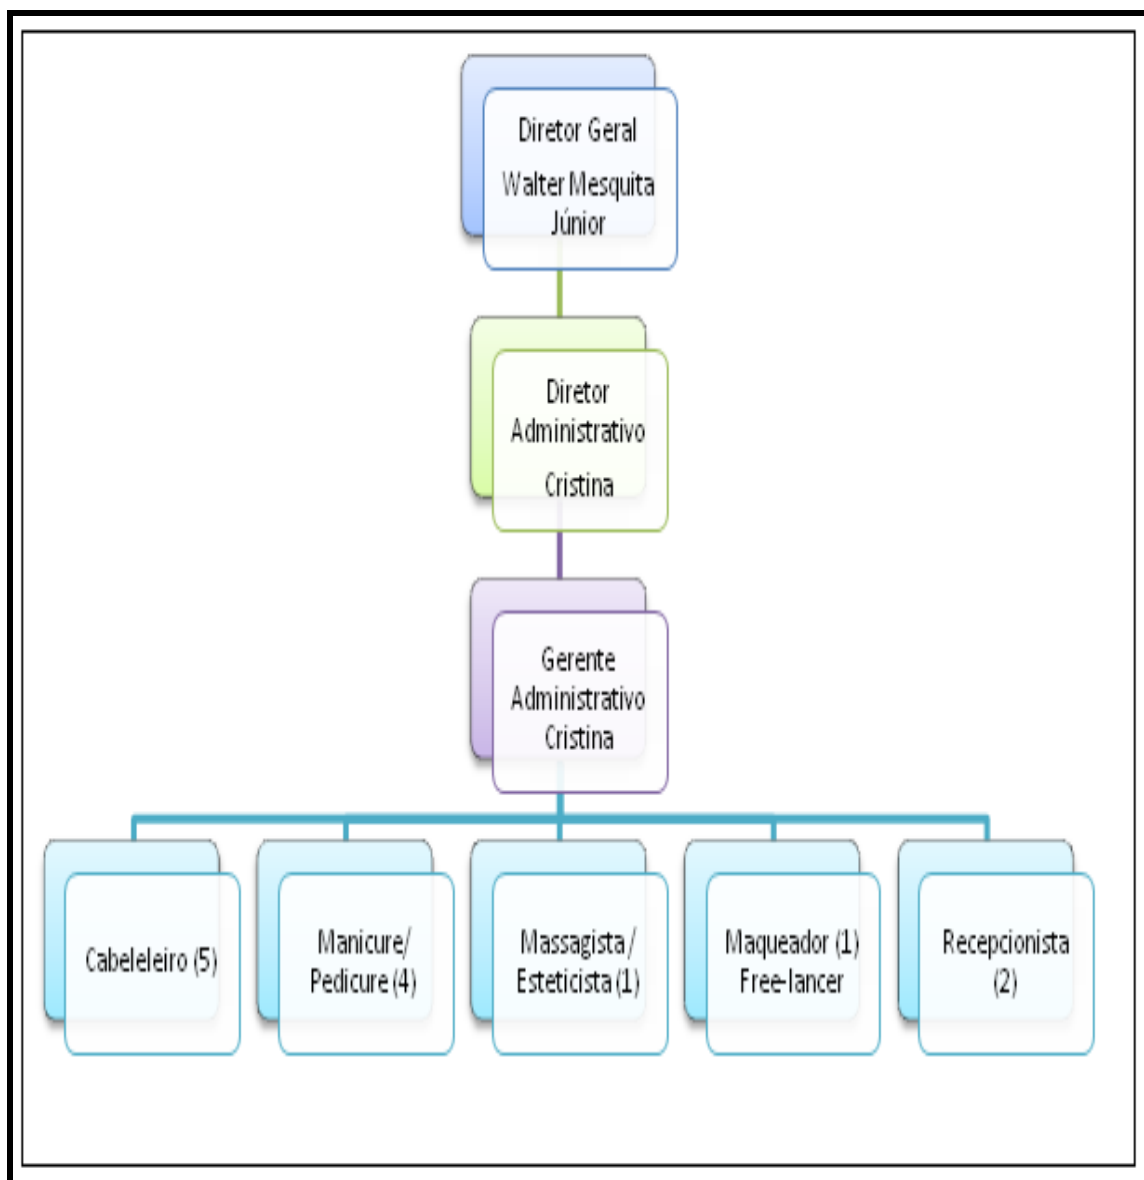 Diretor Geral
Walter Mesquita
Júnior
Diretor
Administrativo
Cristina
Gerente
Administrativo
Cristina
Cabeleleiro (5)
Manicure/
Pedicure (4)
Massagista /
Esteticista (1)
Maqueador (1)
Free-lancer
Recepcionista
(2)